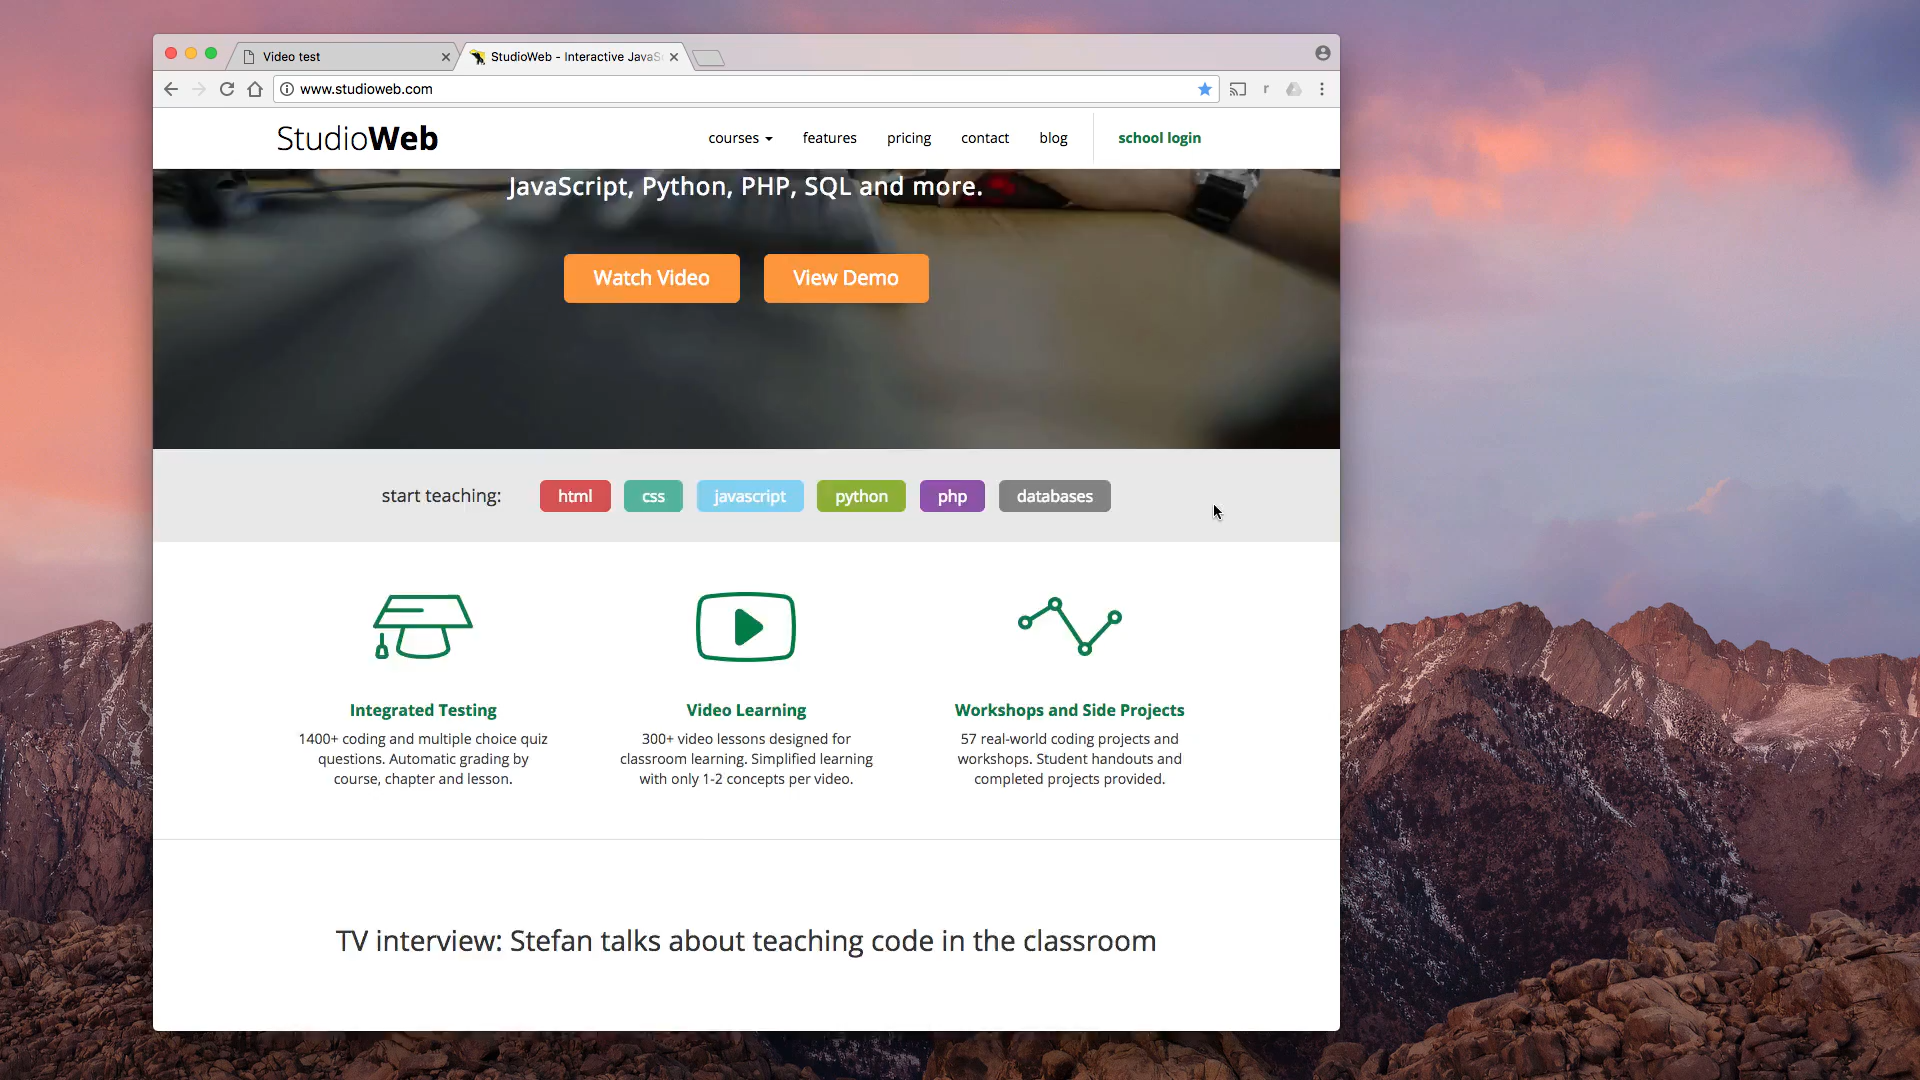 Video test
StudioWeb - Interactive JavaS
www.studioweb.com
r
StudioWeb
courses
features
pricing
contact
blog
school login
JavaScript, Python, PHP, SQL and more.
Watch Video
View Demo
start teaching:
html
css
javascript
python
php
databases
Integrated Testing
1400+ coding and multiple choice quiz
questions. Automatic grading by
course, chapter and lesson.
Video Learning
300+ video lessons designed for
classroom learning. Simplified learning
with only 1-2 concepts per video.
Workshops and Side Projects
57 real-world coding projects and
workshops. Student handouts and
completed projects provided.
TV interview: Stefan talks about teaching code in the classroom